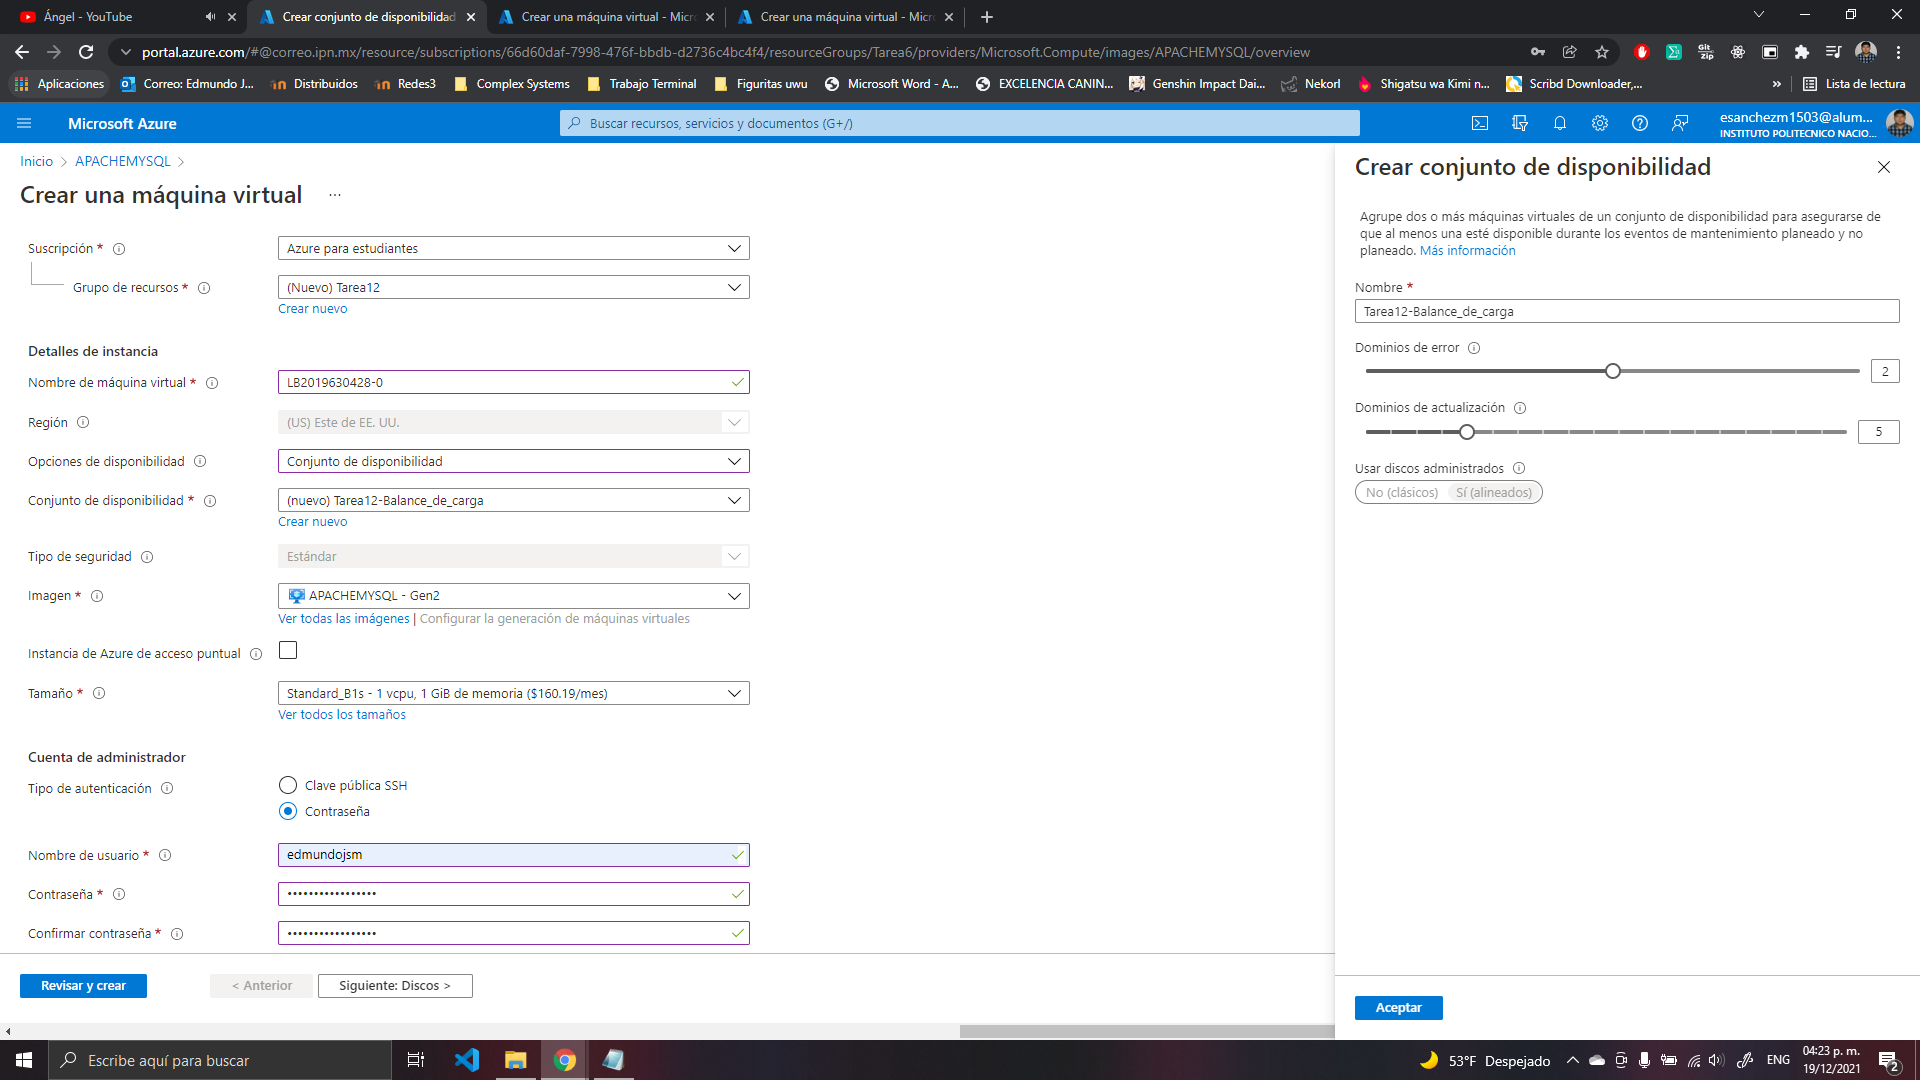 Ángel - YouTube
Crear conjunto de disponibilidad
Crear una máquina virtual - Micr
Crear una máquina virtual - Micr
portal.azure.com/#@correo.ipn.mx/resource/subscriptions/66d60daf-7998-476f-bbdb-d2736c4bc4f4/resourceGroups/Tarea6/providers/Microsoft.Compute/images/APACHEMYSQL/overview
Aplicaciones
Correo: Edmundo J...
Distribuidos
Redes3
Complex Systems
Trabajo Terminal
Figuritas uwu
Microsoft Word - A...
EXCELENCIA CANIN...
Genshin Impact Dai...
Nekorl
Shigatsu wa Kimi n...
Scribd Downloader,...
»
Lista de lectura
Microsoft Azure
Buscar recursos, servicios y documentos (G+/)
esanchezm1503@alum...
INSTITUTO POLITECNICO NACIO...
Inicio > APACHEMYSQL >
Crear una máquina virtual ...
Suscripción *
Azure para estudiantes
Grupo de recursos *
(Nuevo) Tarea12
Crear nuevo
Detalles de instancia
Nombre de máquina virtual *
LB2019630428-0
Región
(US) Este de EE. UU.
Opciones de disponibilidad
Conjunto de disponibilidad
Conjunto de disponibilidad *
(nuevo) Tarea12-Balance_de_carga
Crear nuevo
Tipo de seguridad
Estándar
Imagen *
APACHEMYSQL - Gen2
Ver todas las imágenes | Configurar la generación de máquinas virtuales
Instancia de Azure de acceso puntual
Tamaño *
Standard_B1s - 1 vcpu, 1 GiB de memoria ($160.19/mes)
Ver todos los tamaños
Cuenta de administrador
Tipo de autenticación
Clave pública SSH
Contraseña
Nombre de usuario *
edmundojsm
Contraseña *
•••••••••••••••••
Confirmar contraseña *
•••••••••••••••••
Revisar y crear
< Anterior
Siguiente: Discos >
Crear conjunto de disponibilidad
Agrupe dos o más máquinas virtuales de un conjunto de disponibilidad para asegurarse de
que al menos una esté disponible durante los eventos de mantenimiento planeado y no
planeado. Más información
Nombre *
Tarea12-Balance_de_carga
Dominios de error
2
Dominios de actualización
5
Usar discos administrados
No (clásicos) Sí (alineados)
Aceptar
Escribe aquí para buscar
53°F Despejado
ENG
04:23 p. m.
19/12/2021
2